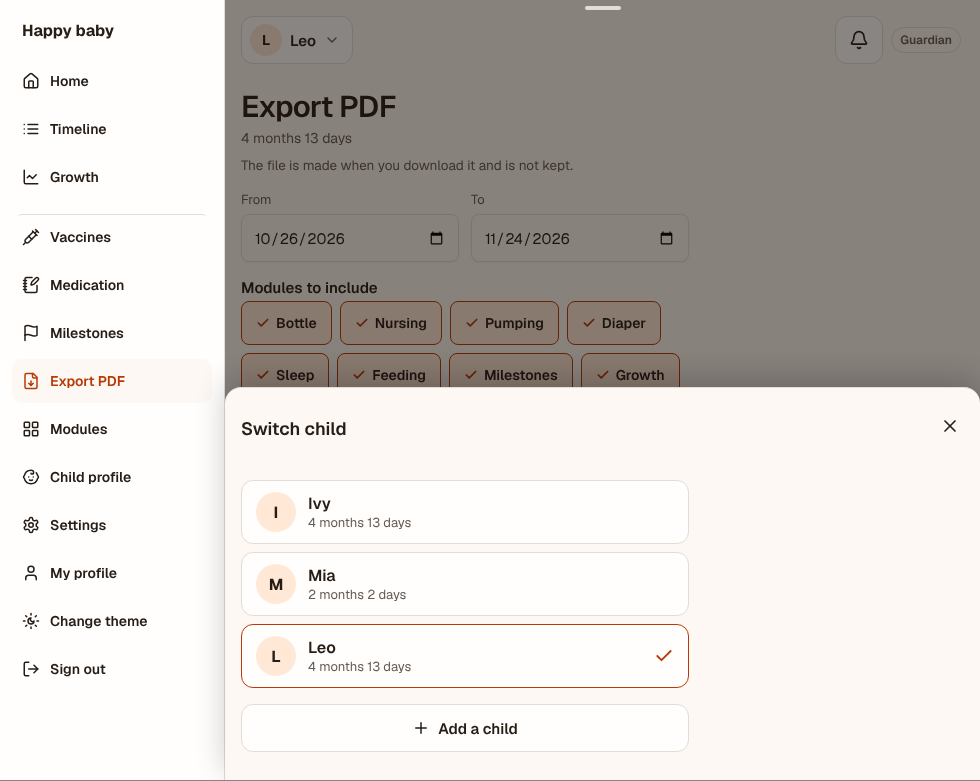 Happy baby
Home
Timeline
Growth
Vaccines
Medication
Milestones
Export PDF
Modules
Child profile
Settings
My profile
Change theme
Sign out
L Leo
Guardian
Export PDF
4 months 13 days
The file is made when you download it and is not kept.
From To
10/26/2026 11/24/2026
Modules to include
Bottle Nursing Pumping Diaper
Sleep Feeding Milestones Growth
Switch child
I Ivy
4 months 13 days
M Mia
2 months 2 days
L Leo
4 months 13 days
Add a child